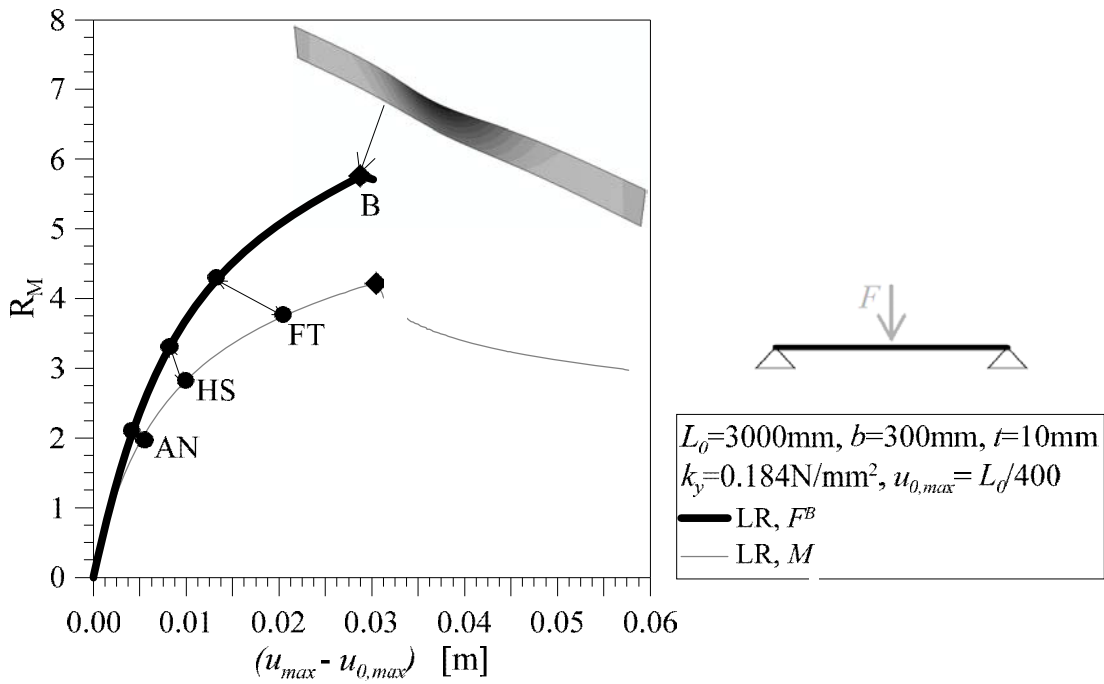 8
7
6
5
4
3
2
1
0
R_M
B
FT
HS
AN
0.00 0.01 0.02 0.03 0.04 0.05 0.06
(u_max - u_0,max) [m]
F
L_0=3000mm, b=300mm, t=10mm
k_y=0.184N/mm², u_0,max= L_0/400
LR, F^B
LR, M